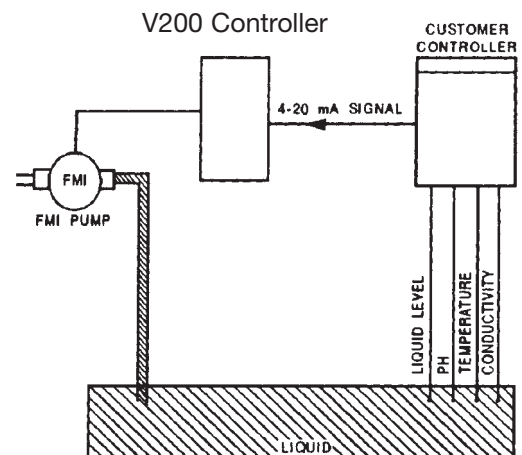 V200 Controller
CUSTOMER
CONTROLLER
4-20 mA SIGNAL
FMI
FMI PUMP
LIQUID LEVEL
PH
TEMPERATURE
CONDUCTIVITY
LIQUID